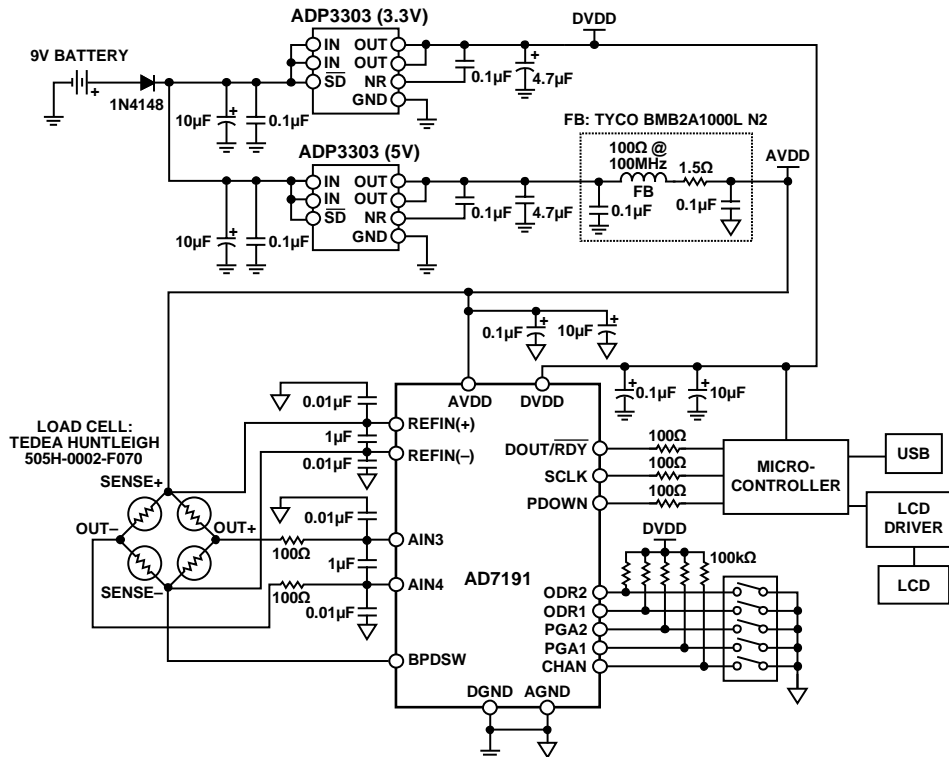 ADP3303 (3.3V)
DVDD
9V BATTERY
+
1N4148
IN
IN
SD
OUT
OUT
NR
GND
10µF
+
0.1µF
0.1µF
+
4.7µF
FB: TYCO BMB2A1000L N2
ADP3303 (5V)
IN
IN
SD
OUT
OUT
NR
GND
10µF
+
0.1µF
0.1µF
+
4.7µF
100Ω @
100MHz
FB
1.5Ω
0.1µF
0.1µF
AVDD
0.1µF
+
10µF
+
0.1µF
+
10µF
+
AVDD
DVDD
0.01µF
1µF
0.01µF
REFIN(+)
REFIN(–)
LOAD CELL:
TEDEA HUNTLEIGH
505H-0002-F070
SENSE+
OUT–
OUT+
SENSE–
0.01µF
100Ω
1µF
100Ω
0.01µF
AIN3
AIN4
BPDSW
AD7191
DOUT/RDY
SCLK
PDOWN
100Ω
100Ω
100Ω
MICRO-
CONTROLLER
USB
LCD
DRIVER
LCD
DVDD
100kΩ
ODR2
ODR1
PGA2
PGA1
CHAN
DGND
AGND